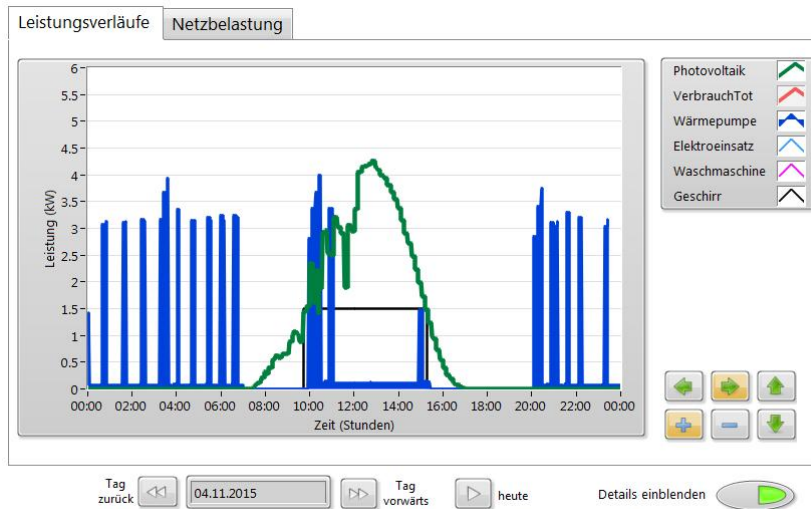 Leistungsverläufe Netzbelastung
6
5.5
5
4.5
4
3.5
3
2.5
2
1.5
1
0.5
0
Leistung (kW)
00:00 02:00 04:00 06:00 08:00 10:00 12:00 14:00 16:00 18:00 20:00 22:00 00:00
Zeit (Stunden)
Photovoltaik
VerbrauchTot
Wärmepumpe
Elektroeinsatz
Waschmaschine
Geschirr
Tag zurück
04.11.2015
Tag vorwärts
heute
Details einblenden